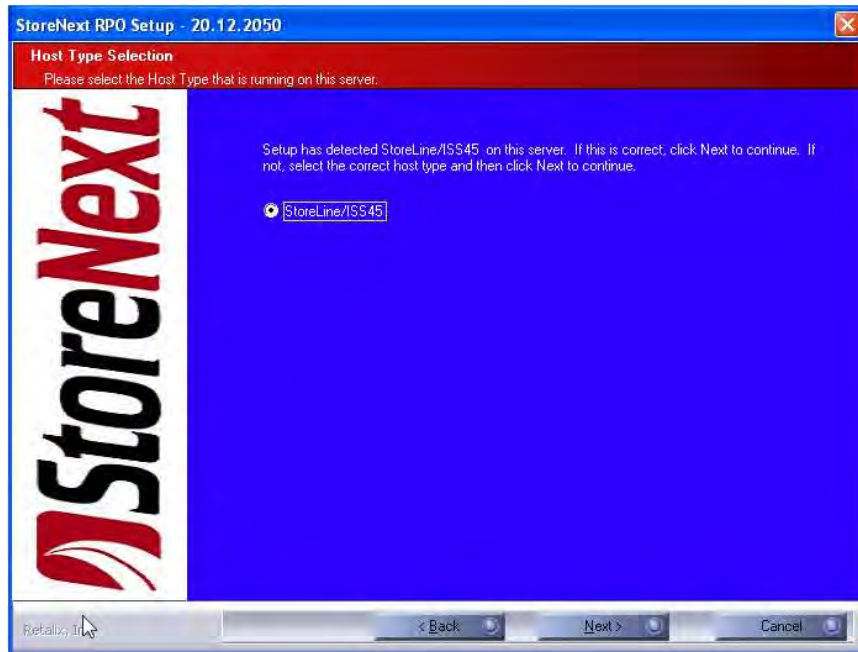 StoreNext RPO Setup - 20.12.2050
Host Type Selection
Please select the Host Type that is running on this server.
StoreNext
Setup has detected StoreLine/ISS45 on this server. If this is correct, click Next to continue. If
not, select the correct host type and then click Next to continue.
StoreLine/ISS45
Retalix,
< Back
Next >
Cancel